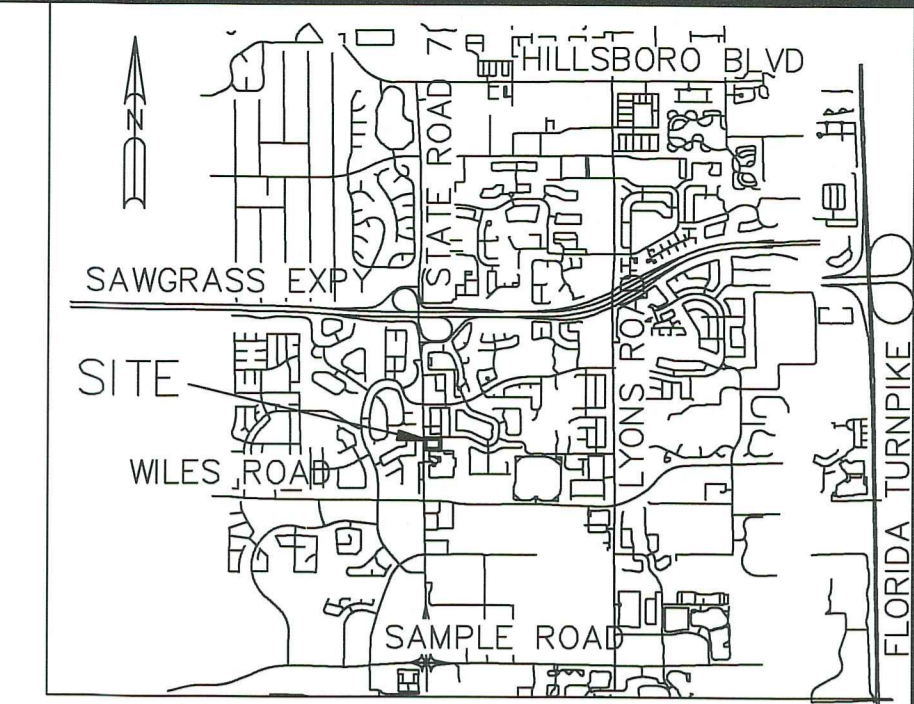 HILLSBORO BLVD
STATE ROAD 7
N
SAWGRASS EXPY
SITE
LYONS ROAD
WILES ROAD
FLORIDA TURNPIKE
SAMPLE ROAD